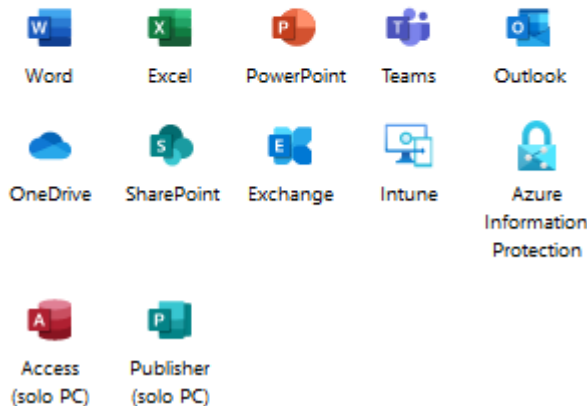 Word Excel PowerPoint Teams Outlook
OneDrive SharePoint Exchange Intune Azure
Information
Protection
Access Publisher
(solo PC) (solo PC)